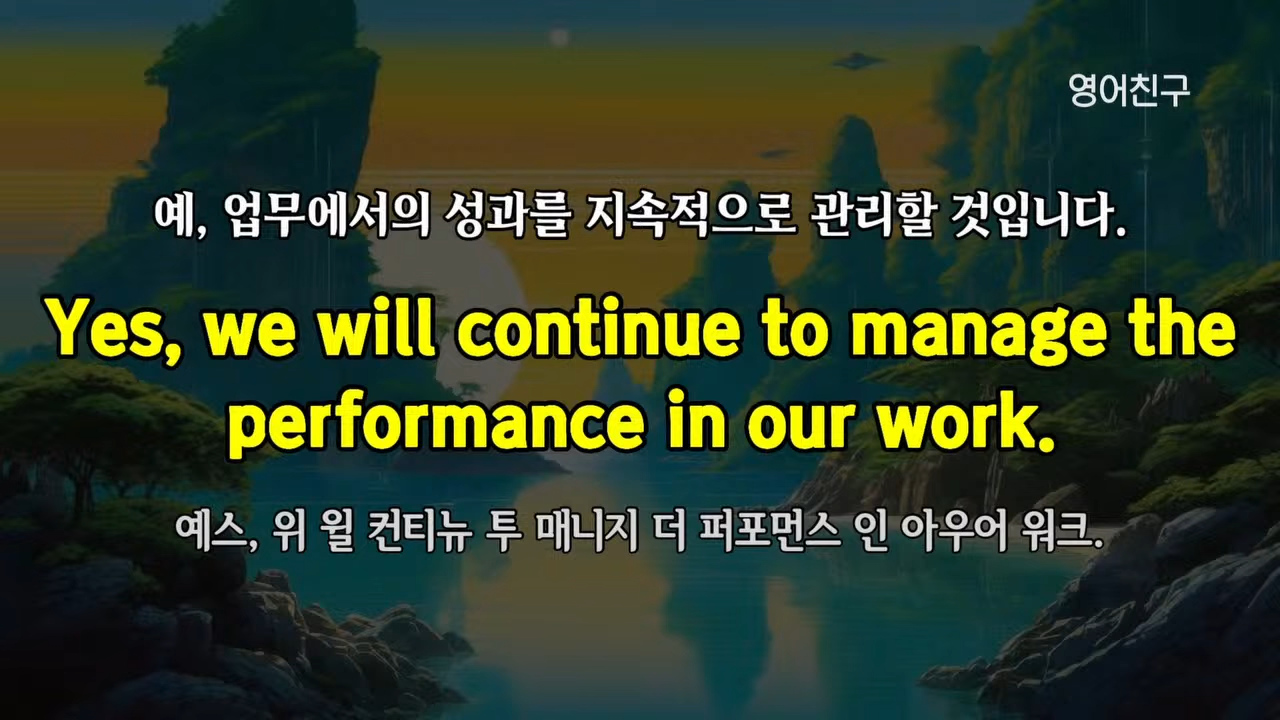 영어친구
예, 업무에서의 성과를 지속적으로 관리할 것입니다.
Yes, we will continue to manage the
performance in our work.
예스, 위 윌 컨티뉴 투 매니지 더 퍼포먼스 인 아우어 워크.